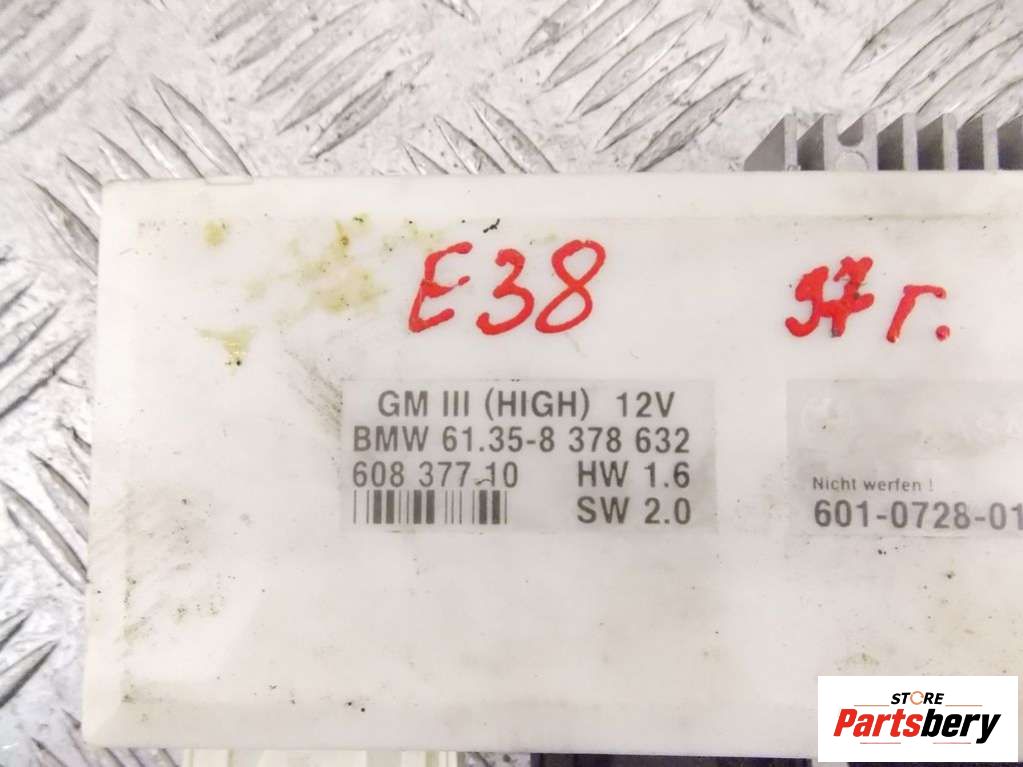 E38 97г.
GM III (HIGH) 12V
BMW 61.35-8 378 632
608 377 10 HW 1.6
SW 2.0
Nicht werfen !
601-0728-01
STORE
Partsbery